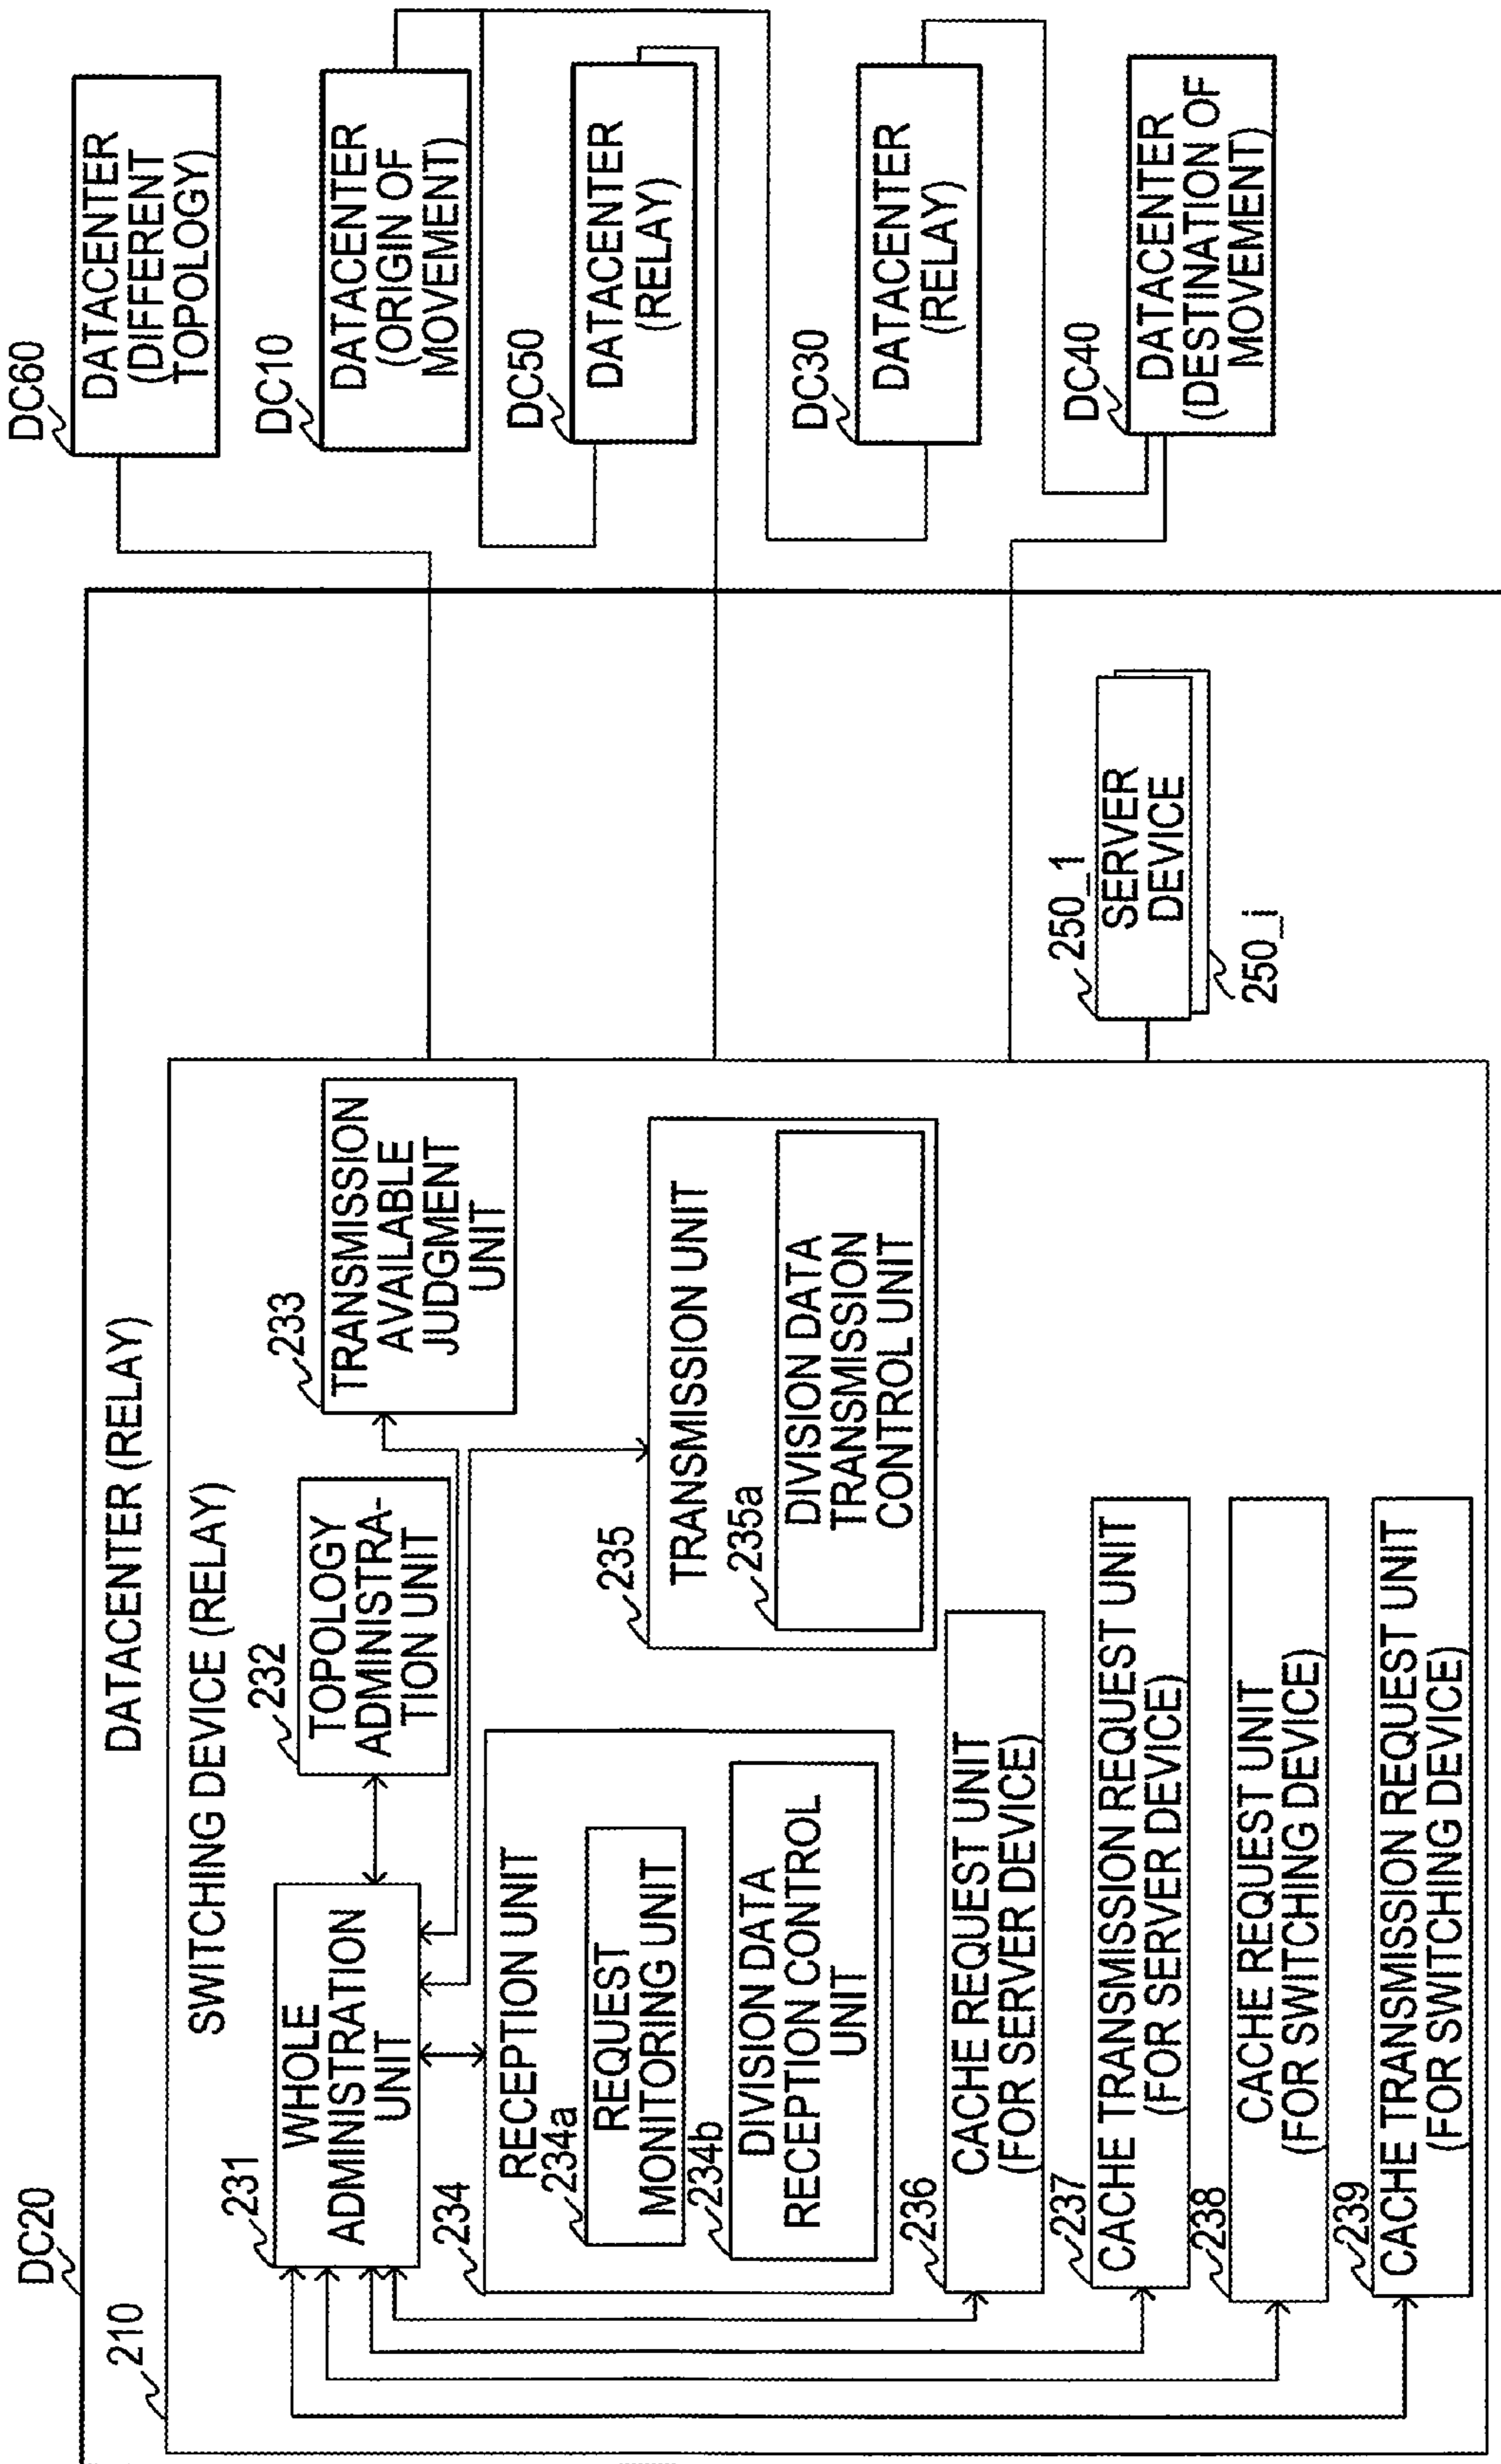 DC20
DATACENTER (RELAY)
210
SWITCHING DEVICE (RELAY)
231
WHOLE
ADMINISTRATION
UNIT
232
TOPOLOGY
ADMINISTRA-
TION UNIT
233
TRANSMISSION
AVAILABLE
JUDGMENT
UNIT
234
RECEPTION UNIT
234a
REQUEST
MONITORING UNIT
234b
DIVISION DATA
RECEPTION CONTROL
UNIT
235
TRANSMISSION UNIT
235a
DIVISION DATA
TRANSMISSION
CONTROL UNIT
236
CACHE REQUEST UNIT
(FOR SERVER DEVICE)
237
CACHE TRANSMISSION REQUEST UNIT
(FOR SERVER DEVICE)
238
CACHE REQUEST UNIT
(FOR SWITCHING DEVICE)
239
CACHE TRANSMISSION REQUEST UNIT
(FOR SWITCHING DEVICE)
250_1
SERVER
DEVICE
250_i
DC60
DATACENTER
(DIFFERENT
TOPOLOGY)
DC10
DATACENTER
(ORIGIN OF
MOVEMENT)
DC50
DATACENTER
(RELAY)
DC30
DATACENTER
(RELAY)
DC40
DATACENTER
(DESTINATION OF
MOVEMENT)